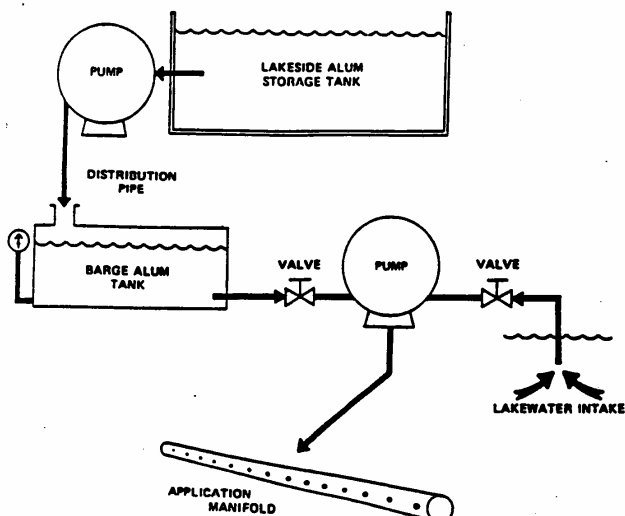 PUMP
LAKESIDE ALUM
STORAGE TANK
DISTRIBUTION
PIPE
BARGE ALUM
TANK
VALVE
PUMP
VALVE
LAKEWATER INTAKE
APPLICATION
MANIFOLD